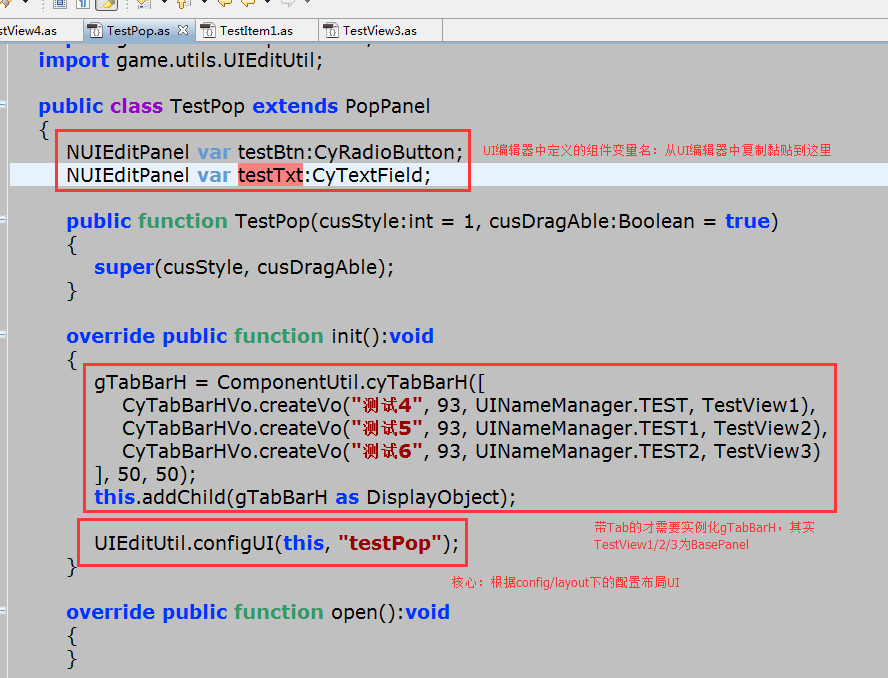 stView4.as
TestPop.as
TestItem1.as
TestView3.as
import game.utils.UIEditUtil;
public class TestPop extends PopPanel
{
NUIEditPanel var testBtn:CyRadioButton;
UI编辑器中定义的组件变量名：从UI编辑器中复制黏贴到这里
NUIEditPanel var testTxt:CyTextField;
public function TestPop(cusStyle:int = 1, cusDragAble:Boolean = true)
{
super(cusStyle, cusDragAble);
}
override public function init():void
{
gTabBarH = ComponentUtil.cyTabBarH([
CyTabBarHVo.createVo("测试4", 93, UINameManager.TEST, TestView1),
CyTabBarHVo.createVo("测试5", 93, UINameManager.TEST1, TestView2),
CyTabBarHVo.createVo("测试6", 93, UINameManager.TEST2, TestView3)
], 50, 50);
this.addChild(gTabBarH as DisplayObject);
带Tab的才需要实例化gTabBarH，其实
TestView1/2/3为BasePanel
UIEditUtil.configUI(this, "testPop");
}
核心：根据config/layout下的配置布局UI
override public function open():void
{
}